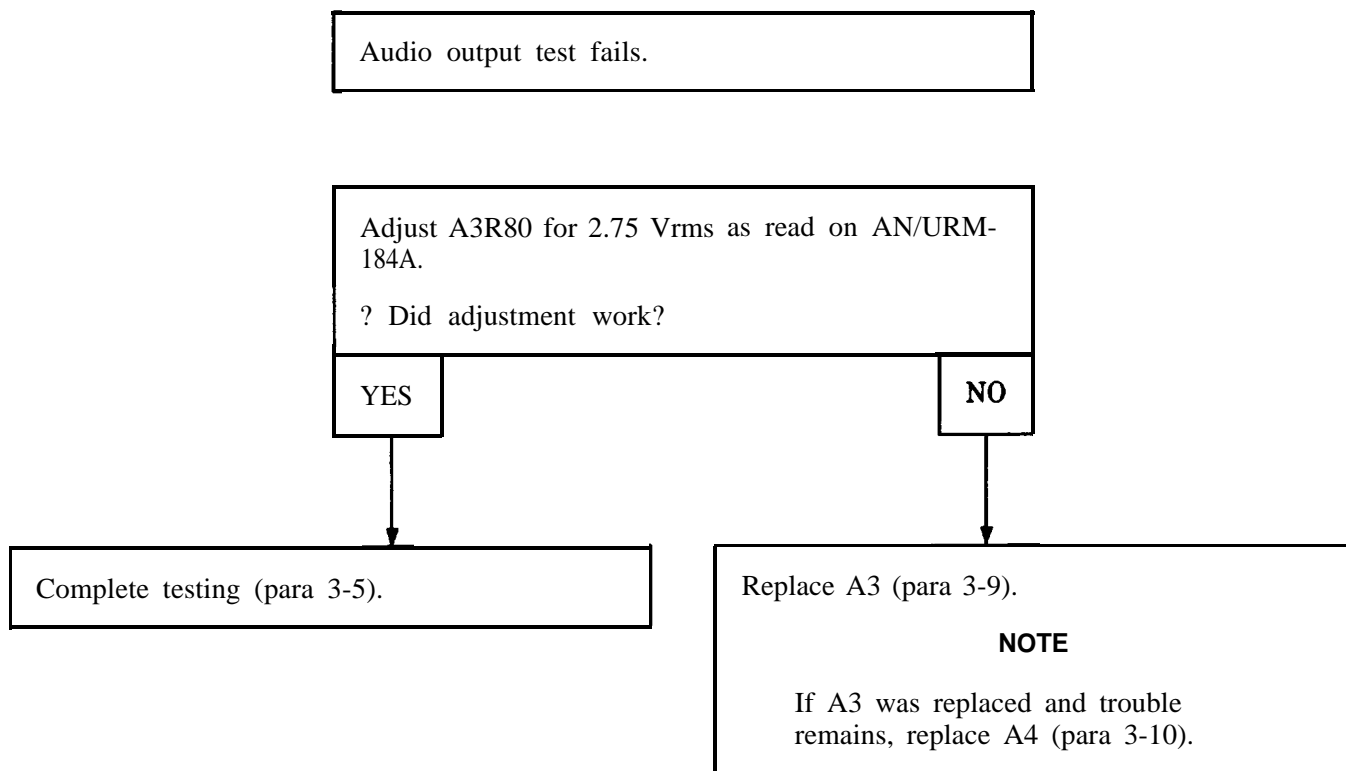 Audio output test fails.
Adjust A3R80 for 2.75 Vrms as read on AN/URM-
184A.
? Did adjustment work?
YES
NO
Complete testing (para 3-5).
Replace A3 (para 3-9).
NOTE
If A3 was replaced and trouble
remains, replace A4 (para 3-10).